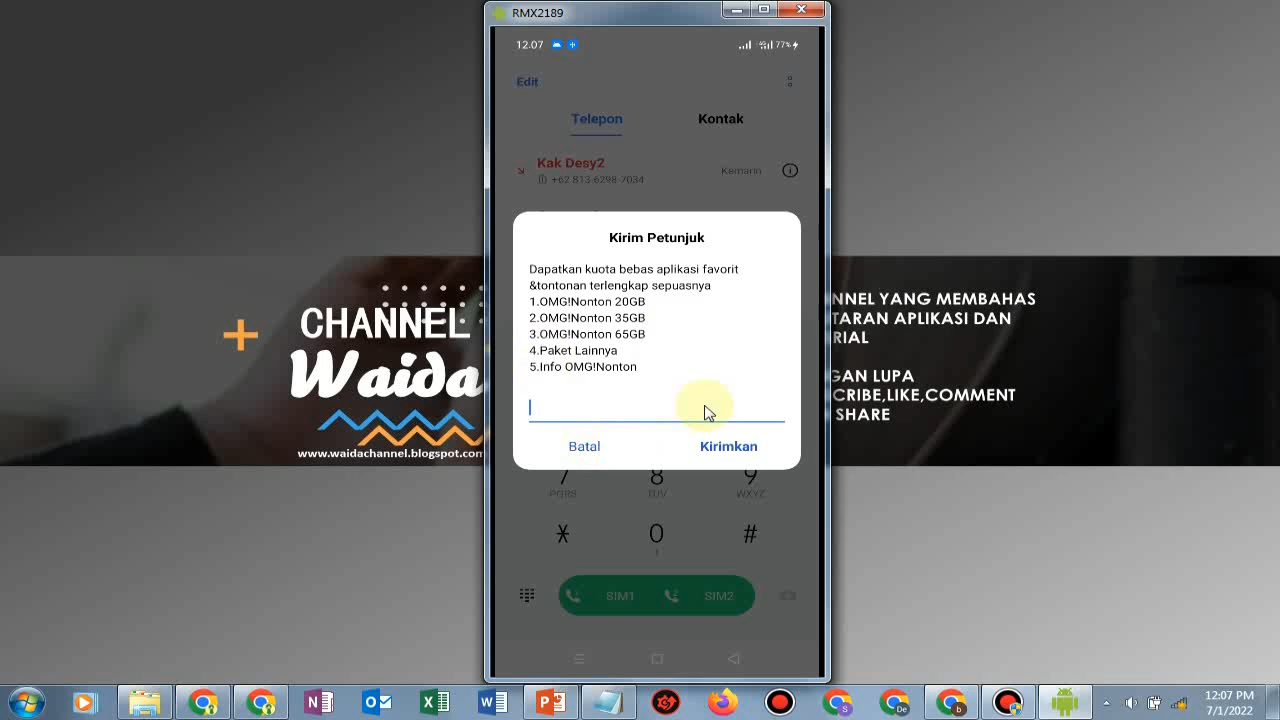 RMX2189
12.07
77%
Edit
Telepon
Kontak
Kak Desy2
+62 813-6298-7034
Kemarin
Kirim Petunjuk
Dapatkan kuota bebas aplikasi favorit
&tontonan terlengkap sepuasnya
1.OMG!Nonton 20GB
2.OMG!Nonton 35GB
3.OMG!Nonton 65GB
4.Paket Lainnya
5.Info OMG!Nonton
Batal
Kirimkan
7
8
9
PQRS
TUV
WXYZ
0
#
SIM1
SIM2
CHANNEL
Waida
www.waidachannel.blogspot.com
NNEL YANG MEMBAHAS
TARAN APLIKASI DAN
RIAL
GAN LUPA
CRIBE,LIKE,COMMENT
SHARE
12:07 PM
7/1/2022